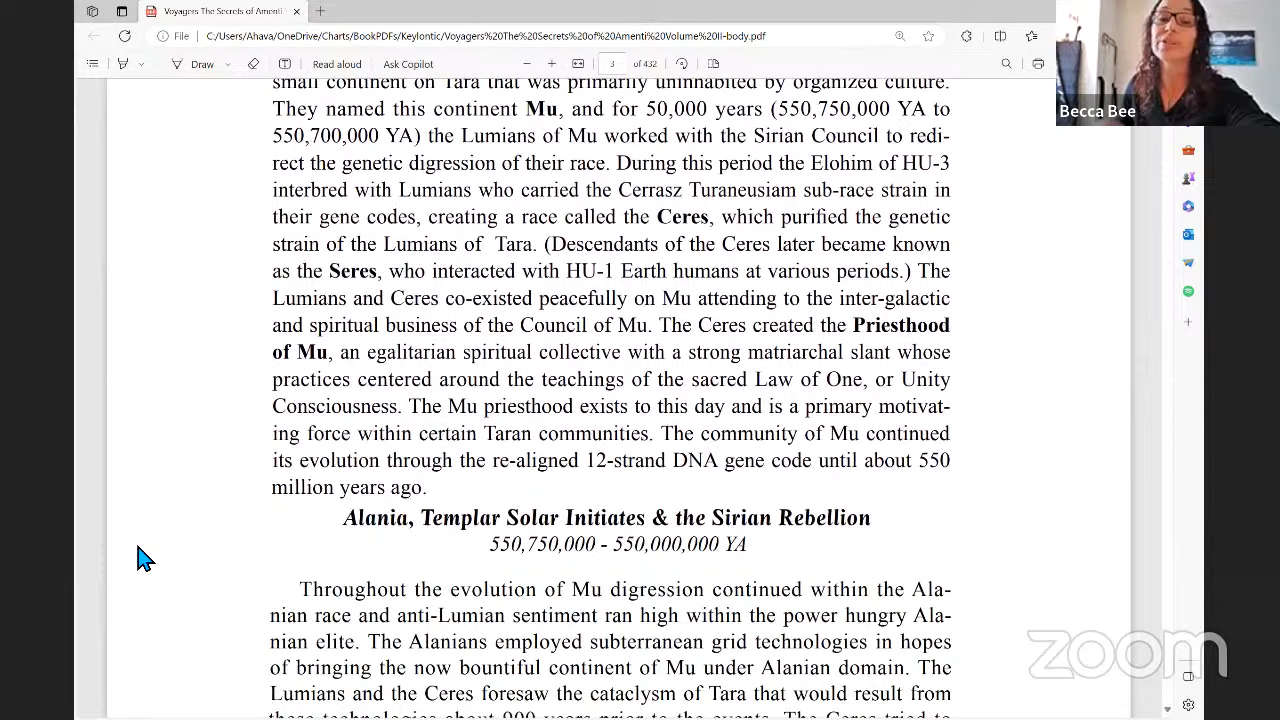 Voyagers The Secrets of Amenti
File
C:/Users/Ahava/OneDrive/Charts/BookPDFs/Keylontic/Voyagers%20The%20Secrets%20of%20Amenti%20Volume%20II-body.pdf
Draw
Read aloud
Ask Copilot
3 of 432
Becca Bee
small continent on Tara that was primarily uninhabited by organized culture.
They named this continent Mu, and for 50,000 years (550,750,000 YA to
550,700,000 YA) the Lumians of Mu worked with the Sirian Council to redi-
rect the genetic digression of their race. During this period the Elohim of HU-3
interbred with Lumians who carried the Cerrasz Turaneusiam sub-race strain in
their gene codes, creating a race called the Ceres, which purified the genetic
strain of the Lumians of Tara. (Descendants of the Ceres later became known
as the Seres, who interacted with HU-1 Earth humans at various periods.) The
Lumians and Ceres co-existed peacefully on Mu attending to the inter-galactic
and spiritual business of the Council of Mu. The Ceres created the Priesthood
of Mu, an egalitarian spiritual collective with a strong matriarchal slant whose
practices centered around the teachings of the sacred Law of One, or Unity
Consciousness. The Mu priesthood exists to this day and is a primary motivat-
ing force within certain Taran communities. The community of Mu continued
its evolution through the re-aligned 12-strand DNA gene code until about 550
million years ago.
Alania, Templar Solar Initiates & the Sirian Rebellion
550,750,000 - 550,000,000 YA
Throughout the evolution of Mu digression continued within the Ala-
nian race and anti-Lumian sentiment ran high within the power hungry Ala-
nian elite. The Alanians employed subterranean grid technologies in hopes
of bringing the now bountiful continent of Mu under Alanian domain. The
Lumians and the Ceres foresaw the cataclysm of Tara that would result from
these technologies about 900 years prior to the events. The Ceres tried to
zoom